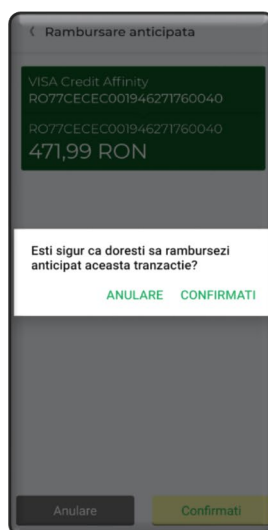 Rambursare anticipata
VISA Credit Affinity
RO77CECEC001946271760040
RO77CECEC001946271760040
471,99 RON
Esti sigur ca doresti sa rambursezi
anticipat aceasta tranzactie?
ANULARE CONFIRMATI
Anulare Confirmati